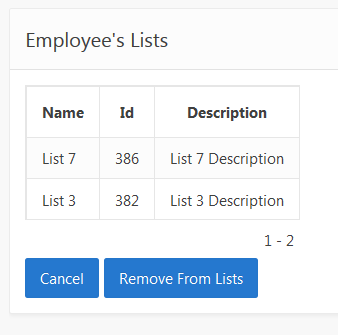 Employee's Lists
Name Id Description
List 7 386 List 7 Description
List 3 382 List 3 Description
1 - 2
Cancel Remove From Lists